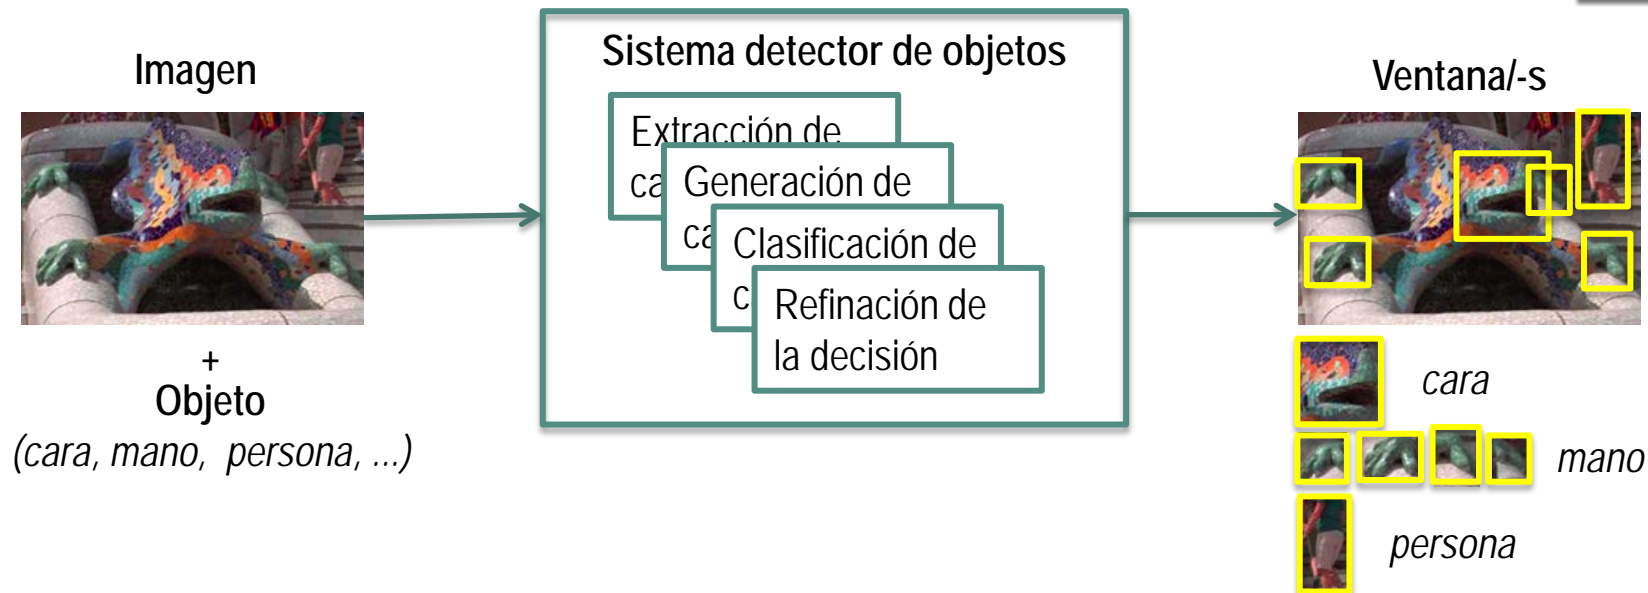 Imagen
+
Objeto
(cara, mano, persona, ...)
Sistema detector de objetos
Extracción de
ca
Generación de
ca
Clasificación de
c
Refinación de
la decisión
Ventana/-s
cara
mano
persona